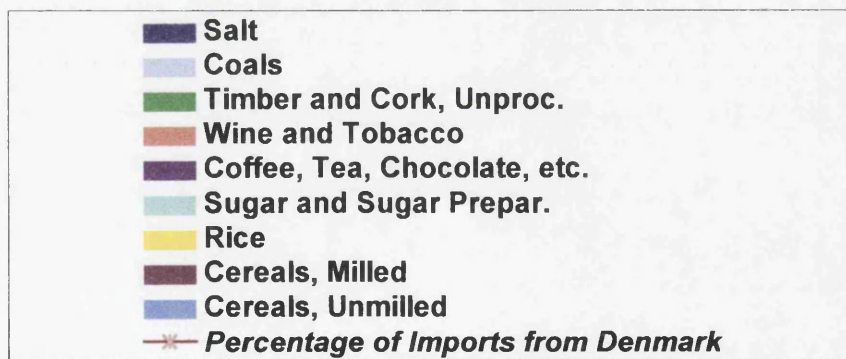 Salt
Coals
Timber and Cork, Unproc.
Wine and Tobacco
Coffee, Tea, Chocolate, etc.
Sugar and Sugar Prepar.
Rice
Cereals, Milled
Cereals, Unmilled
Percentage of Imports from Denmark